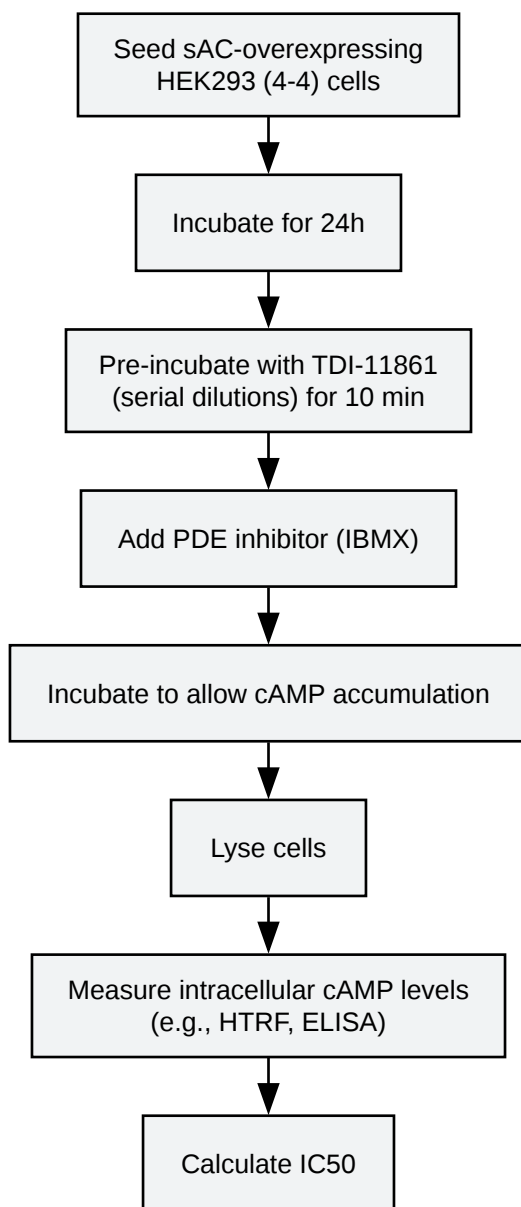 Seed sAC-overexpressing
HEK293 (4-4) cells
Incubate for 24h
Pre-incubate with TDI-11861
(serial dilutions) for 10 min
Add PDE inhibitor (IBMX)
Incubate to allow cAMP accumulation
Lyse cells
Measure intracellular cAMP levels
(e.g., HTRF, ELISA)
Calculate IC50